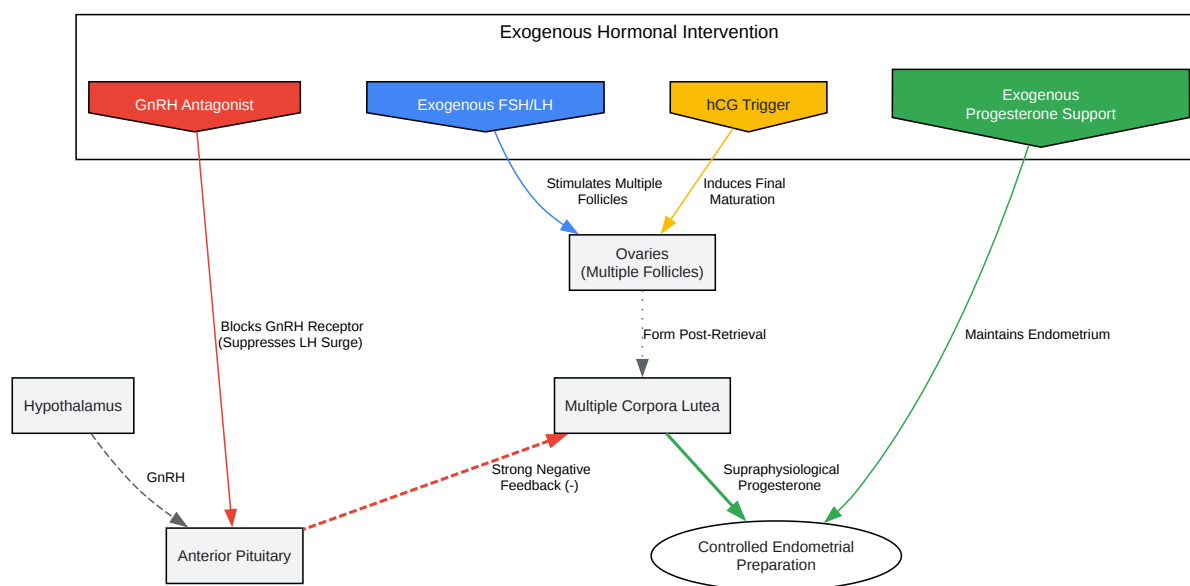 Exogenous Hormonal Intervention
GnRH Antagonist
Exogenous FSH/LH
hCG Trigger
Exogenous
Progesterone Support
Stimulates Multiple
Follicles
Induces Final
Maturation
Ovaries
(Multiple Follicles)
Blocks GnRH Receptor
(Suppresses LH Surge)
Form Post-Retrieval
Maintains Endometrium
Hypothalamus
Multiple Corpora Lutea
GnRH
Strong Negative
Feedback (-)
Supraphysiological
Progesterone
Anterior Pituitary
Controlled Endometrial
Preparation